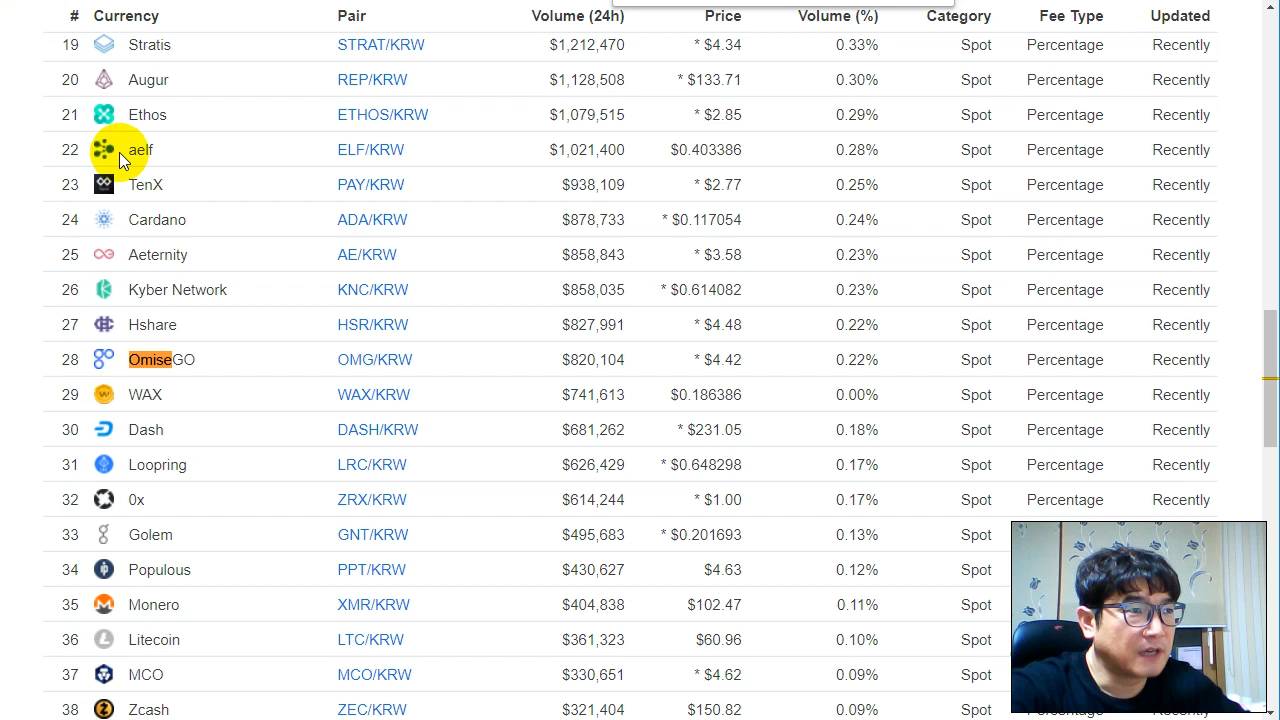 # Currency Pair Volume (24h) Price Volume (%) Category Fee Type Updated
19 Stratis STRAT/KRW $1,212,470 * $4.34 0.33% Spot Percentage Recently
20 Augur REP/KRW $1,128,508 * $133.71 0.30% Spot Percentage Recently
21 Ethos ETHOS/KRW $1,079,515 * $2.85 0.29% Spot Percentage Recently
22 aelf ELF/KRW $1,021,400 $0.403386 0.28% Spot Percentage Recently
23 TenX PAY/KRW $938,109 * $2.77 0.25% Spot Percentage Recently
24 Cardano ADA/KRW $878,733 * $0.117054 0.24% Spot Percentage Recently
25 Aeternity AE/KRW $858,843 * $3.58 0.23% Spot Percentage Recently
26 Kyber Network KNC/KRW $858,035 * $0.614082 0.23% Spot Percentage Recently
27 Hshare HSR/KRW $827,991 * $4.48 0.22% Spot Percentage Recently
28 OmiseGO OMG/KRW $820,104 * $4.42 0.22% Spot Percentage Recently
29 WAX WAX/KRW $741,613 $0.186386 0.00% Spot Percentage Recently
30 Dash DASH/KRW $681,262 * $231.05 0.18% Spot Percentage Recently
31 Loopring LRC/KRW $626,429 * $0.648298 0.17% Spot Percentage Recently
32 0x ZRX/KRW $614,244 * $1.00 0.17% Spot Percentage Recently
33 Golem GNT/KRW $495,683 * $0.201693 0.13% Spot
34 Populous PPT/KRW $430,627 $4.63 0.12% Spot
35 Monero XMR/KRW $404,838 $102.47 0.11% Spot
36 Litecoin LTC/KRW $361,323 $60.96 0.10% Spot
37 MCO MCO/KRW $330,651 * $4.62 0.09% Spot
38 Zcash ZEC/KRW $321,404 $150.82 0.09% Spot